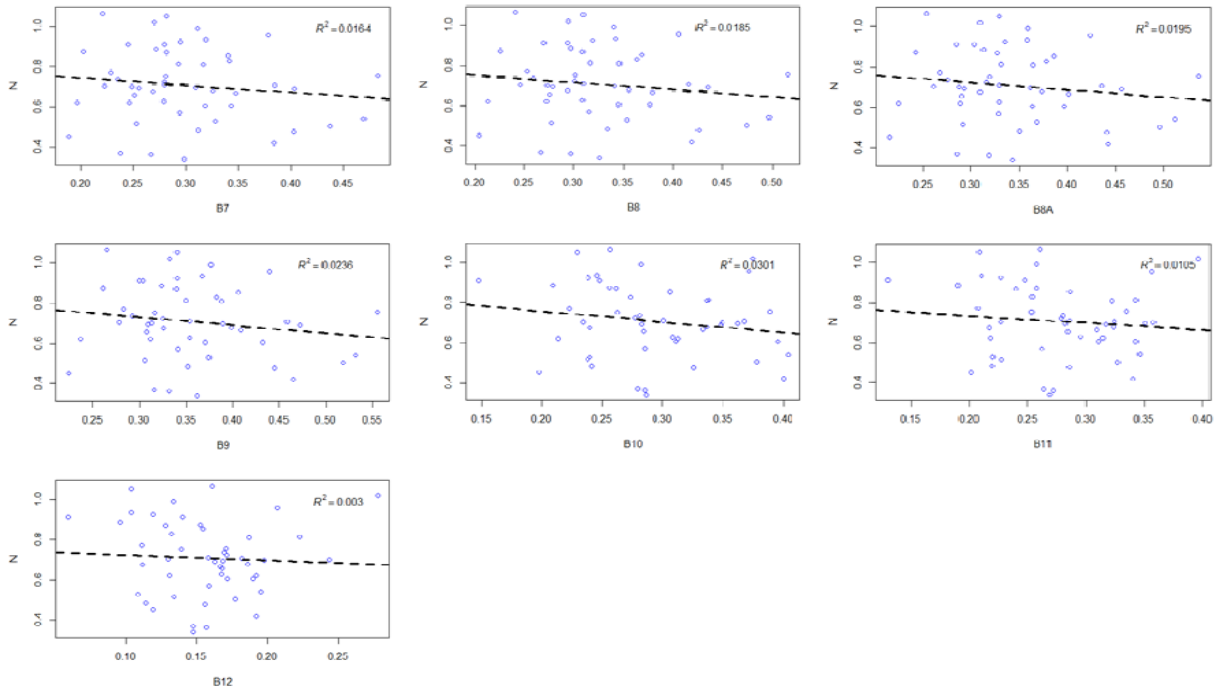 R² = 0.0164
N
0.4 0.6 0.8 1.0
0.20 0.25 0.30 0.35 0.40 0.45
B7
R² = 0.0185
N
0.4 0.6 0.8 1.0
0.20 0.25 0.30 0.35 0.40 0.45 0.50
B8
R² = 0.0195
N
0.4 0.6 0.8 1.0
0.25 0.30 0.35 0.40 0.45 0.50
B8A
R² = 0.0236
N
0.4 0.6 0.8 1.0
0.25 0.30 0.35 0.40 0.45 0.50 0.55
B9
R² = 0.0301
N
0.4 0.6 0.8 1.0
0.15 0.20 0.25 0.30 0.35 0.40
B10
R² = 0.0105
N
0.4 0.6 0.8 1.0
0.15 0.20 0.25 0.30 0.35 0.40
B11
R² = 0.003
N
0.4 0.6 0.8 1.0
0.10 0.15 0.20 0.25
B12